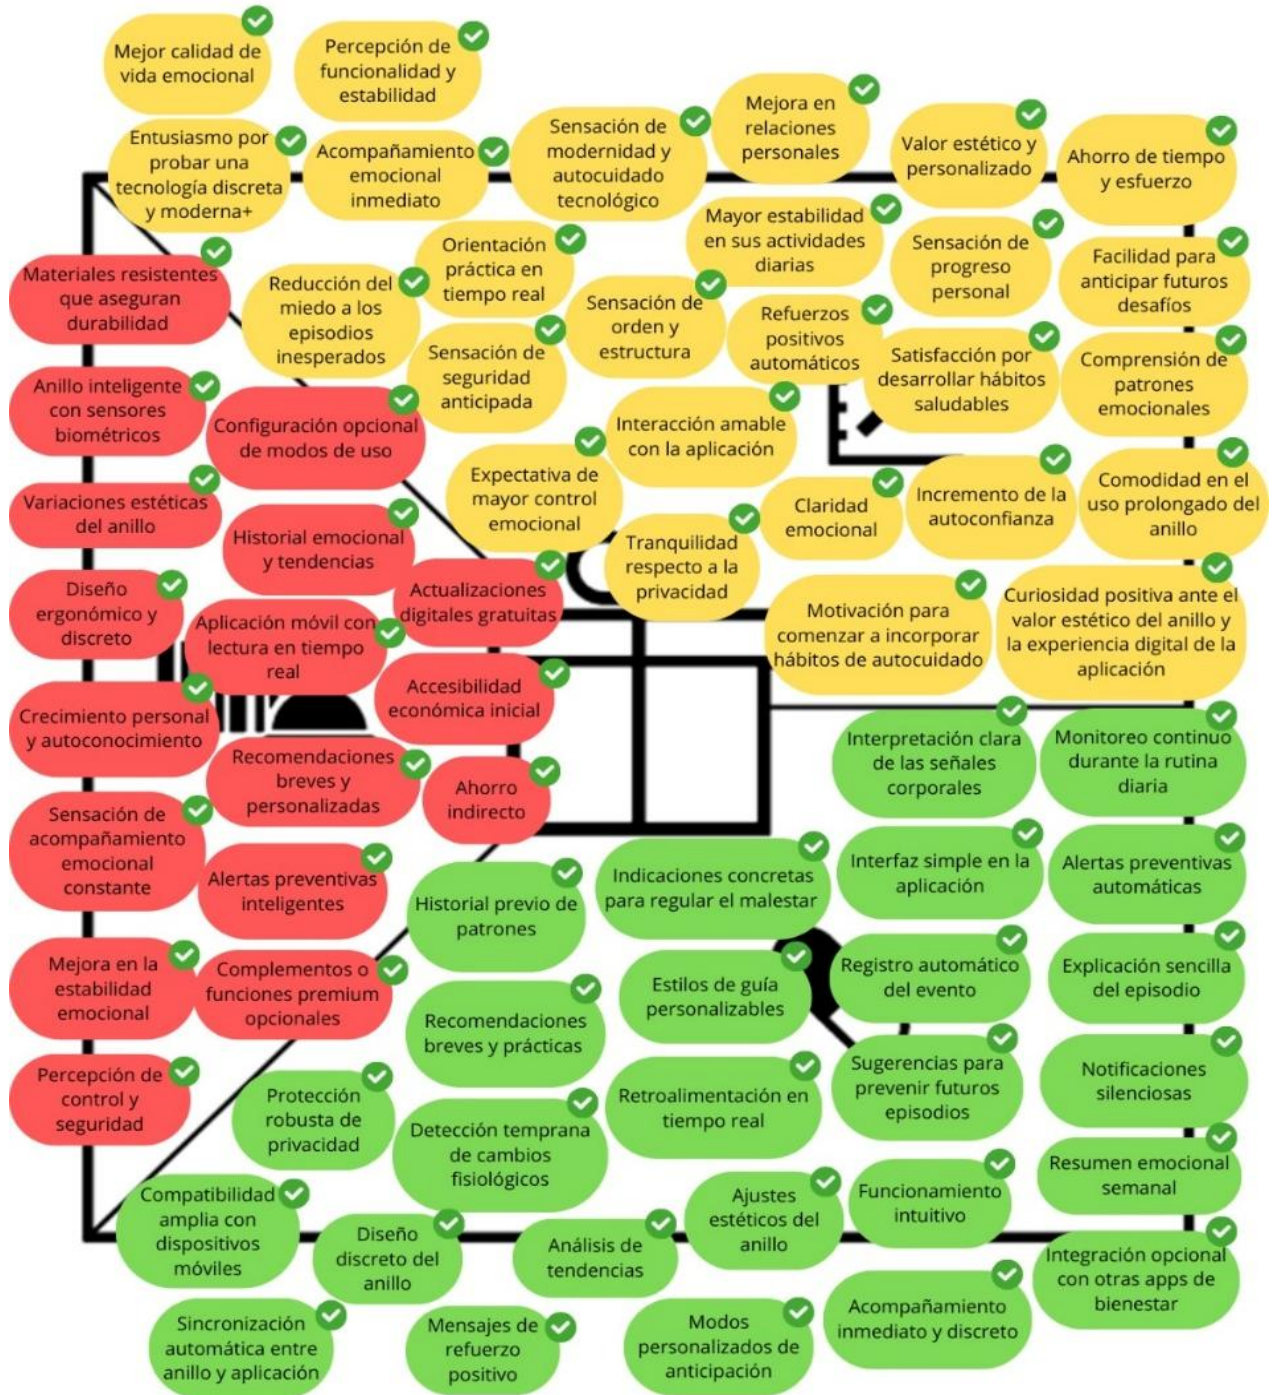 Mejor calidad de
vida emocional
Percepción de
funcionalidad y
estabilidad
Entusiasmo por
probar una
tecnología discreta
y moderna+
Acompañamiento
emocional
inmediato
Sensación de
modernidad y
autocuidado
tecnológico
Mejora en
relaciones
personales
Valor estético y
personalizado
Ahorro de tiempo
y esfuerzo
Reducción del
miedo a los
episodios
inesperados
Orientación
práctica en
tiempo real
Sensación de
seguridad
anticipada
Sensación de
orden y
estructura
Mayor estabilidad
en sus actividades
diarias
Refuerzos
positivos
automáticos
Sensación de
progreso
personal
Facilidad para
anticipar futuros
desafíos
Satisfacción por
desarrollar hábitos
saludables
Comprensión de
patrones
emocionales
Interacción amable
con la aplicación
Expectativa de
mayor control
emocional
Tranquilidad
respecto a la
privacidad
Claridad
emocional
Incremento de la
autoconfianza
Comodidad en el
uso prolongado del
anillo
Motivación para
comenzar a incorporar
hábitos de autocuidado
Curiosidad positiva ante el
valor estético del anillo y
la experiencia digital de la
aplicación
Materiales resistentes
que aseguran
durabilidad
Anillo inteligente
con sensores
biométricos
Configuración opcional
de modos de uso
Variaciones estéticas
del anillo
Historial emocional
y tendencias
Diseño
ergonómico y
discreto
Aplicación móvil con
lectura en tiempo
real
Actualizaciones
digitales gratuitas
Crecimiento personal
y autoconocimiento
Accesibilidad
económica inicial
Recomendaciones
breves y
personalizadas
Ahorro
indirecto
Sensación de
acompañamiento
emocional
constante
Alertas preventivas
inteligentes
Mejora en la
estabilidad
emocional
Complementos o
funciones premium
opcionales
Percepción de
control y
seguridad
Interpretación clara
de las señales
corporales
Monitoreo continuo
durante la rutina
diaria
Historial previo de
patrones
Indicaciones concretas
para regular el malestar
Interfaz simple en la
aplicación
Alertas preventivas
automáticas
Recomendaciones
breves y prácticas
Estilos de guía
personalizables
Registro automático
del evento
Explicación sencilla
del episodio
Protección
robusta de
privacidad
Detección temprana
de cambios
fisiológicos
Retroalimentación en
tiempo real
Sugerencias para
prevenir futuros
episodios
Notificaciones
silenciosas
Compatibilidad
amplia con
dispositivos
móviles
Diseño
discreto del
anillo
Análisis de
tendencias
Ajustes
estéticos del
anillo
Funcionamiento
intuitivo
Resumen emocional
semanal
Sincronización
automática entre
anillo y aplicación
Mensajes de
refuerzo
positivo
Modos
personalizados de
anticipación
Acompañamiento
inmediato y discreto
Integración opcional
con otras apps de
bienestar